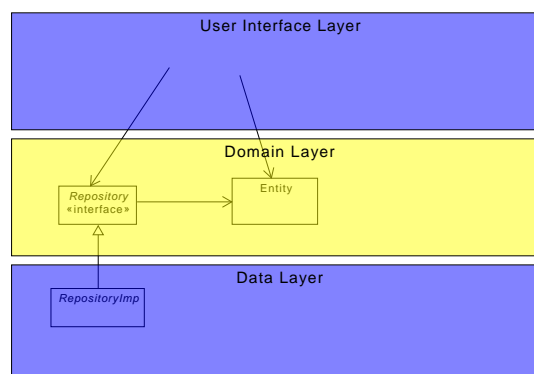 User Interface Layer
Domain Layer
Repository
«interface»
Entity
Data Layer
RepositoryImp